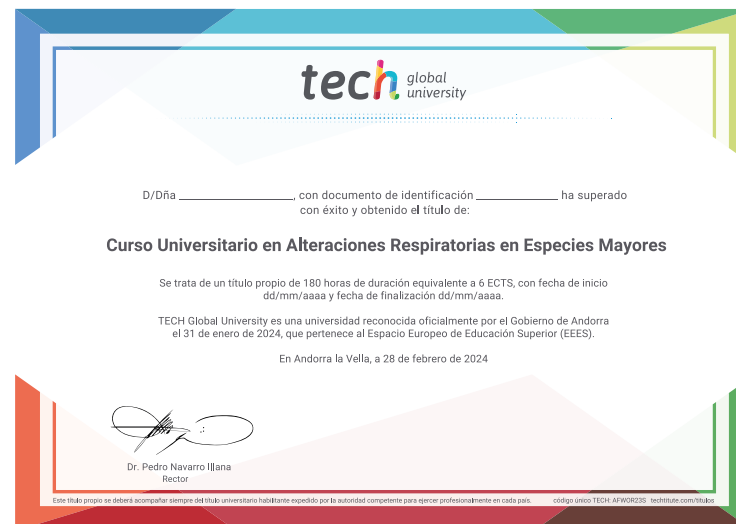 tech global
university
D/Dña ______________, con documento de identificación __________ ha superado
con éxito y obtenido el título de:
Curso Universitario en Alteraciones Respiratorias en Especies Mayores
Se trata de un título propio de 180 horas de duración equivalente a 6 ECTS, con fecha de inicio
dd/mm/aaaa y fecha de finalización dd/mm/aaaa.
TECH Global University es una universidad reconocida oficialmente por el Gobierno de Andorra
el 31 de enero de 2024, que pertenece al Espacio Europeo de Educación Superior (EEES).
En Andorra la Vella, a 28 de febrero de 2024
Dr. Pedro Navarro Illana
Rector
Este título propio se deberá acompañar siempre del título universitario habilitante expedido por la autoridad competente para ejercer profesionalmente en cada país. código único TECH: AFWOR23S techtitute.com/titulos